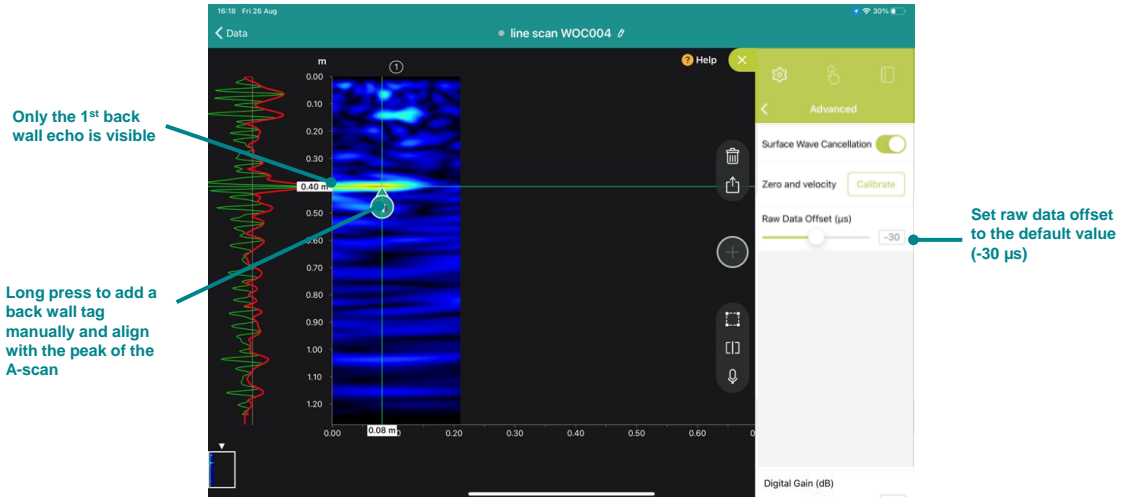 16:18 Fri 26 Aug
30%
Data
line scan WOC004
m
1
Help
0.00
0.10
0.20
0.30
0.40 m
0.50
0.60
0.70
0.80
0.90
1.00
1.10
1.20
0.00
0.08 m
0.20
0.30
0.40
0.50
0.60
Advanced
Surface Wave Cancellation
Zero and velocity
Calibrate
Raw Data Offset (µs)
-30
Digital Gain (dB)
Only the 1st back
wall echo is visible
Long press to add a
back wall tag
manually and align
with the peak of the
A-scan
Set raw data offset
to the default value
(-30 µs)